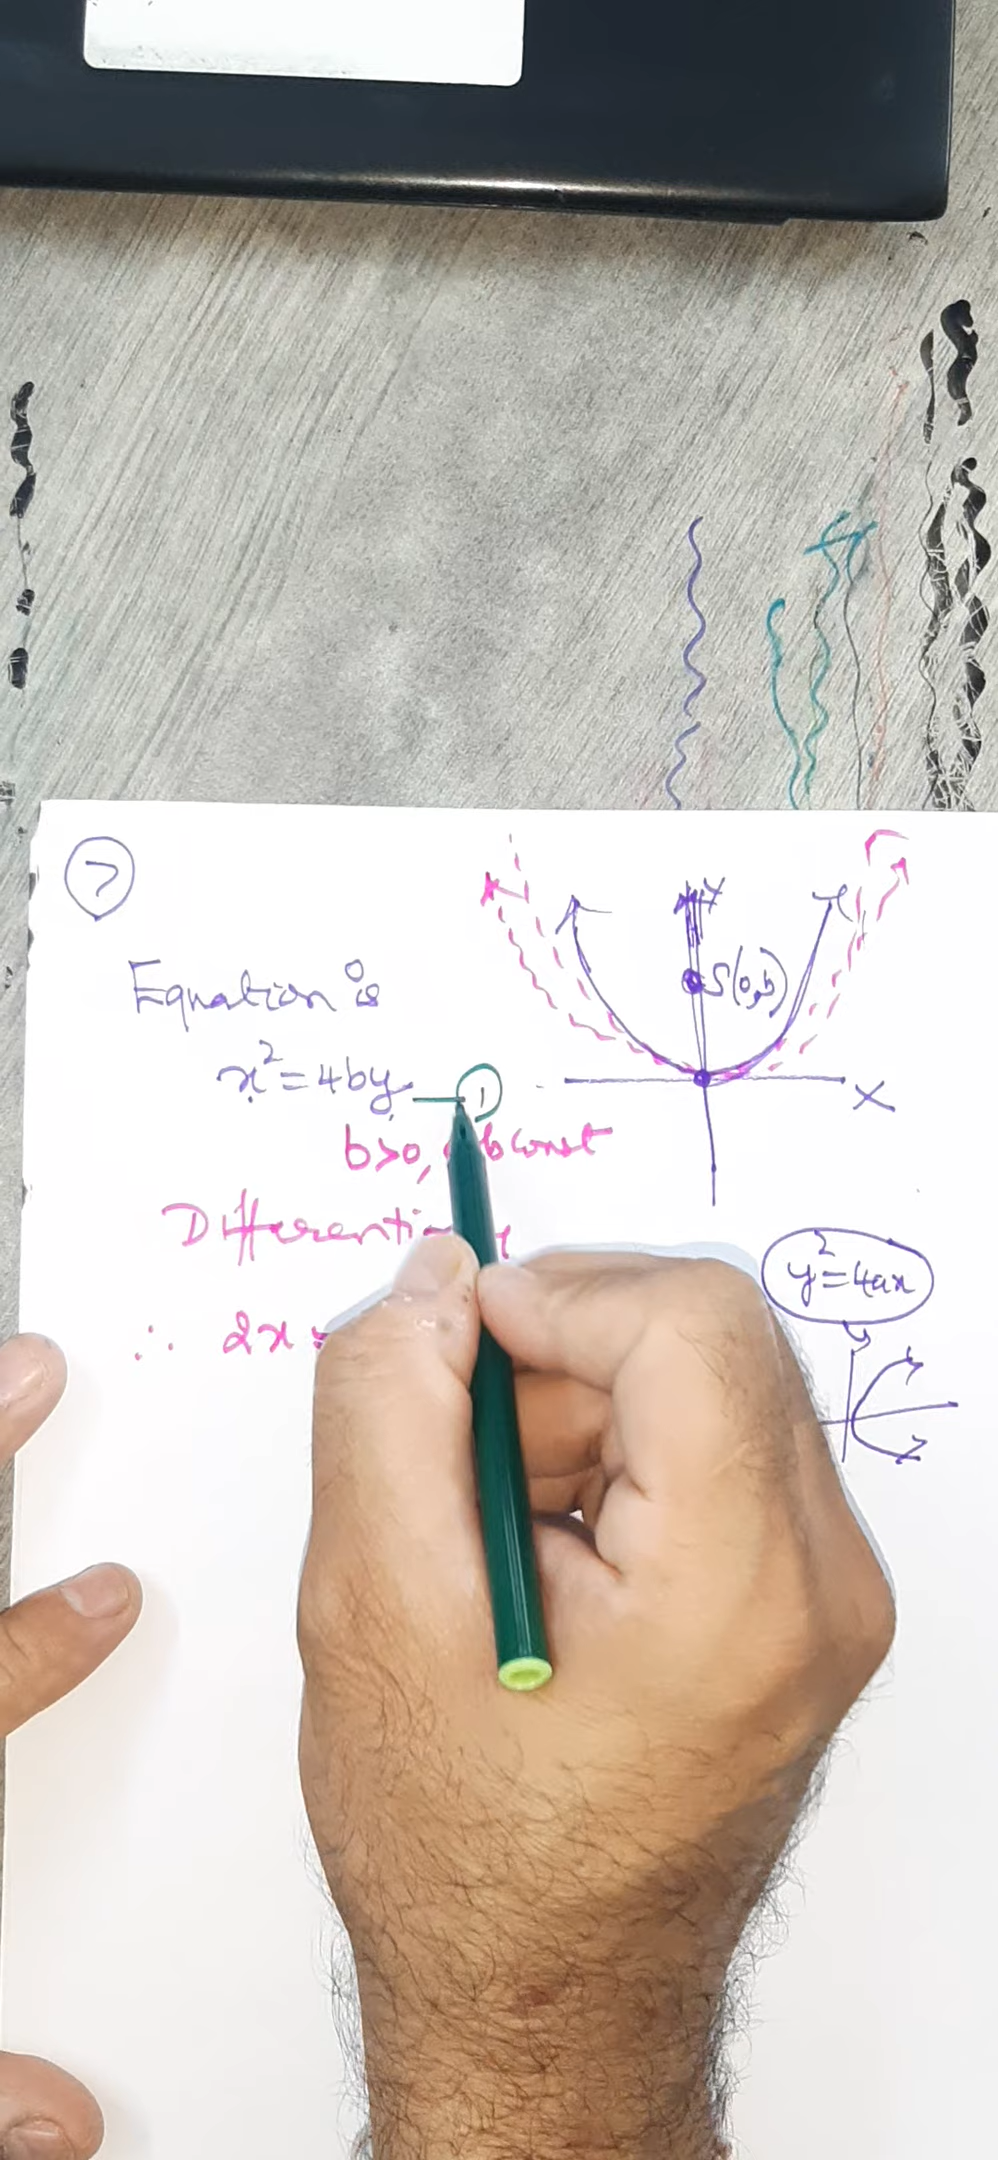 7
Equation is
x²=4by —①
b>0, b const
∴ 2x =
Y
S(0,b)
X
y²=4ax